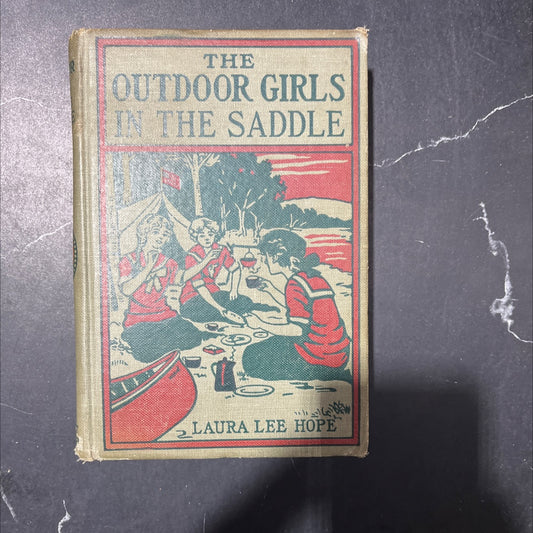 THE
OUTDOOR GIRLS
IN THE SADDLE
LAURA LEE HOPE